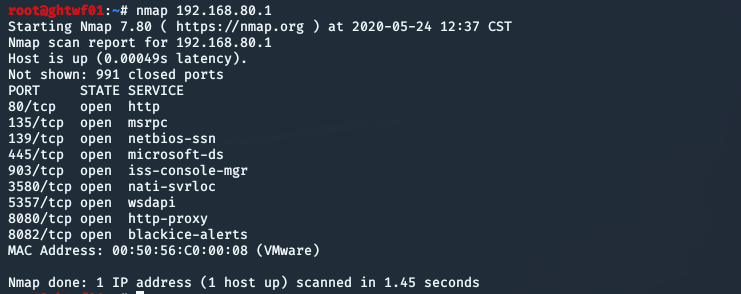 root@ghtwf01:~# nmap 192.168.80.1
Starting Nmap 7.80 ( https://nmap.org ) at 2020-05-24 12:37 CST
Nmap scan report for 192.168.80.1
Host is up (0.00049s latency).
Not shown: 991 closed ports
PORT     STATE SERVICE
80/tcp   open  http
135/tcp  open  msrpc
139/tcp  open  netbios-ssn
445/tcp  open  microsoft-ds
903/tcp  open  iss-console-mgr
3580/tcp open  nati-svrloc
5357/tcp open  wsdapi
8080/tcp open  http-proxy
8082/tcp open  blackice-alerts
MAC Address: 00:50:56:C0:00:08 (VMware)
Nmap done: 1 IP address (1 host up) scanned in 1.45 seconds